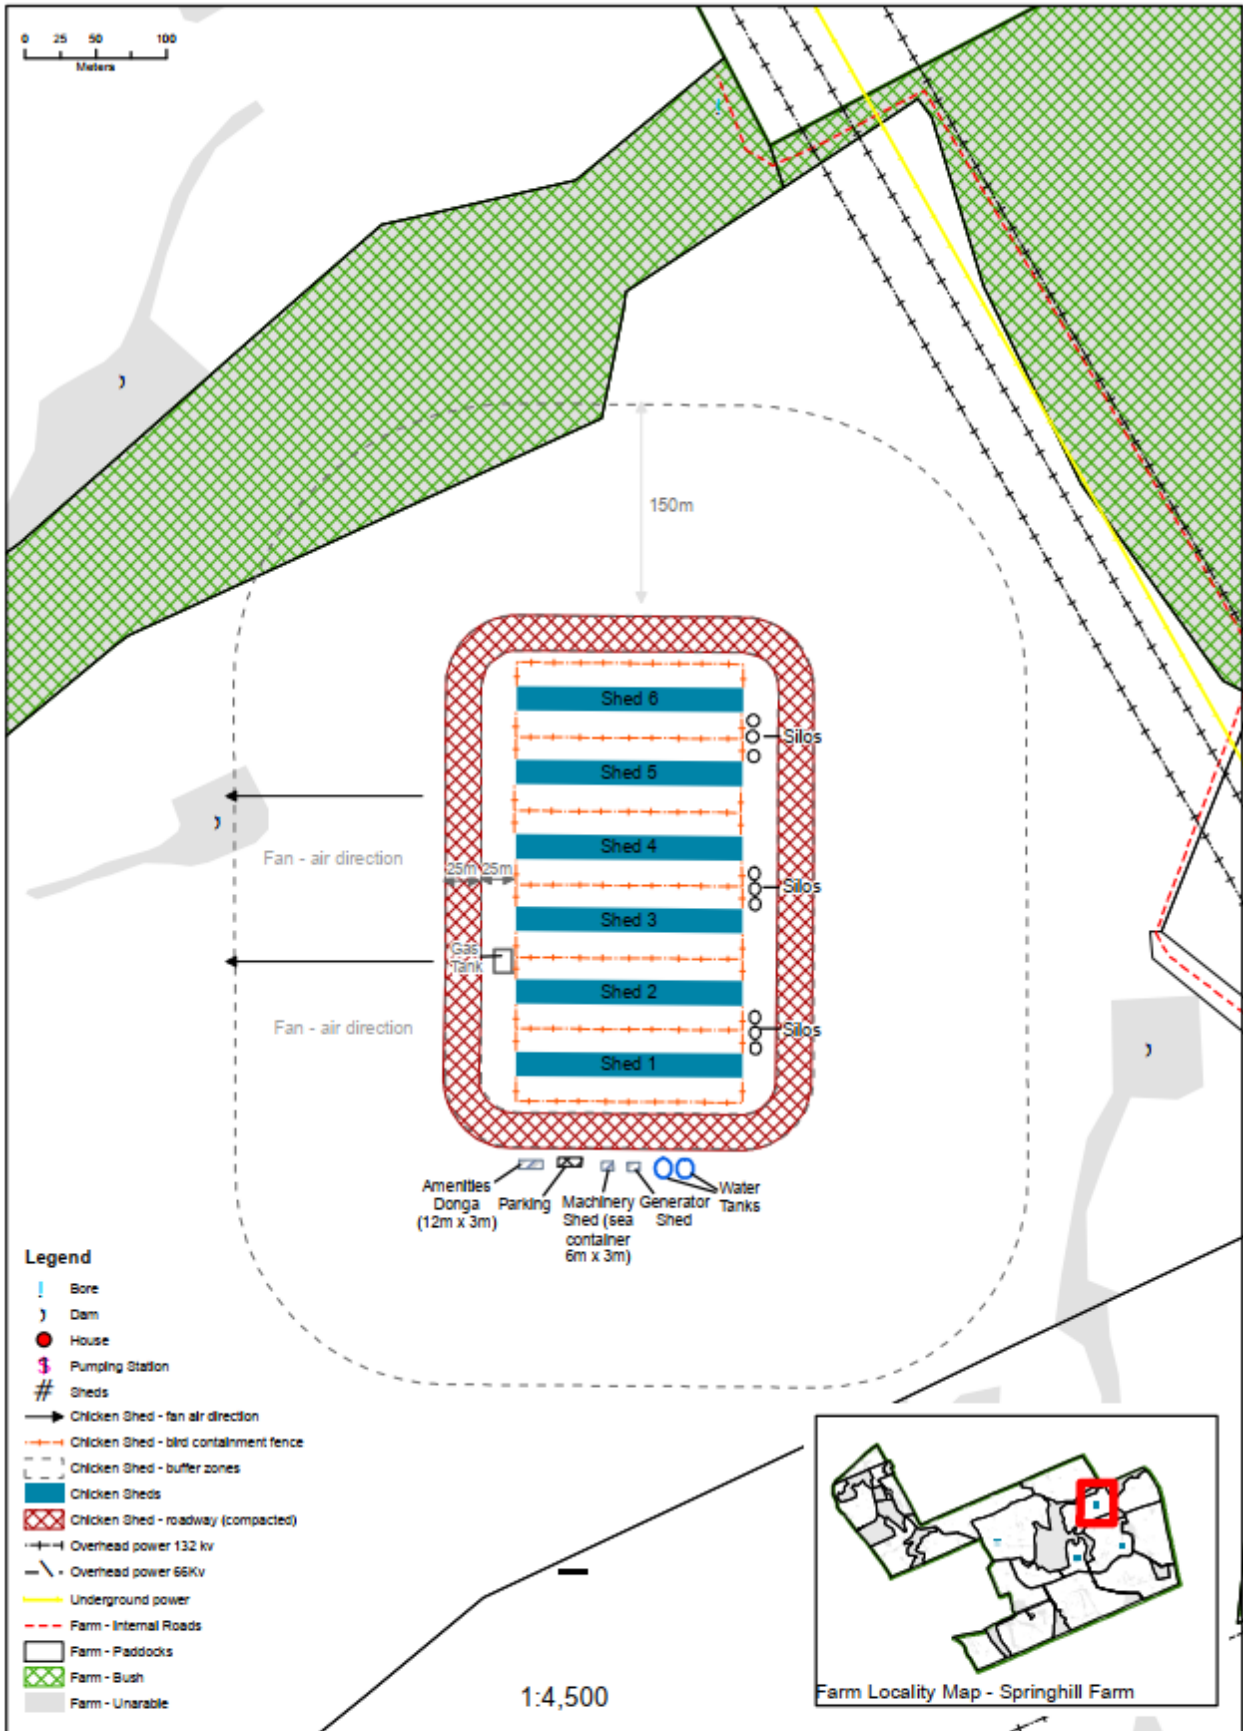 0 25 50 100
Meters
150m
Shed 6
Silos
Shed 5
Shed 4
Fan - air direction
25m 25m
Silos
Shed 3
Gas
Tank
Shed 2
Fan - air direction
Silos
Shed 1
Amenities
Donga
(12m x 3m)
Parking
Machinery
Shed (sea
container
6m x 3m)
Generator
Shed
Water
Tanks
Legend
! Bore
Dam
House
$ Pumping Station
# Sheds
Chicken Shed - fan air direction
Chicken Shed - bird containment fence
Chicken Shed - buffer zones
Chicken Sheds
Chicken Shed - roadway (compacted)
Overhead power 132 kv
Overhead power 66Kv
Underground power
Farm - Internal Roads
Farm - Paddocks
Farm - Bush
Farm - Unarable
1:4,500
Farm Locality Map - Springhill Farm